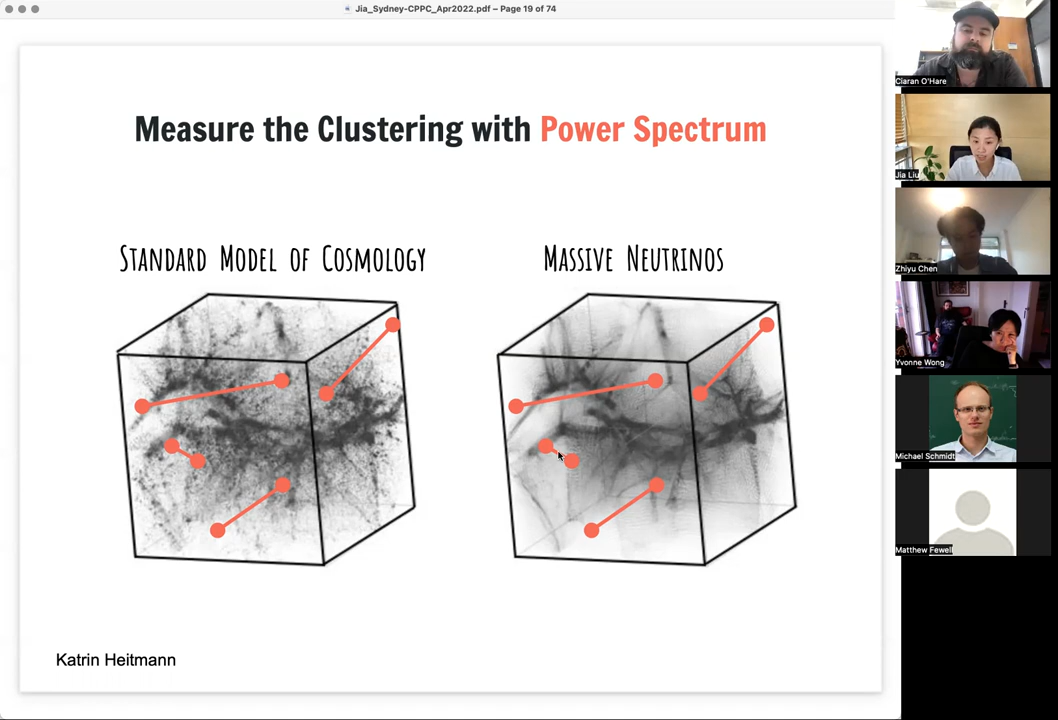 Jia_Sydney-CPPC_Apr2022.pdf – Page 19 of 74
Measure the Clustering with Power Spectrum
Standard Model of Cosmology
Massive Neutrinos
Katrin Heitmann
Ciaran O'Hare
Jia Liu
Zhiyu Chen
Yvonne Wong
Michael Schmidt
Matthew Fewell